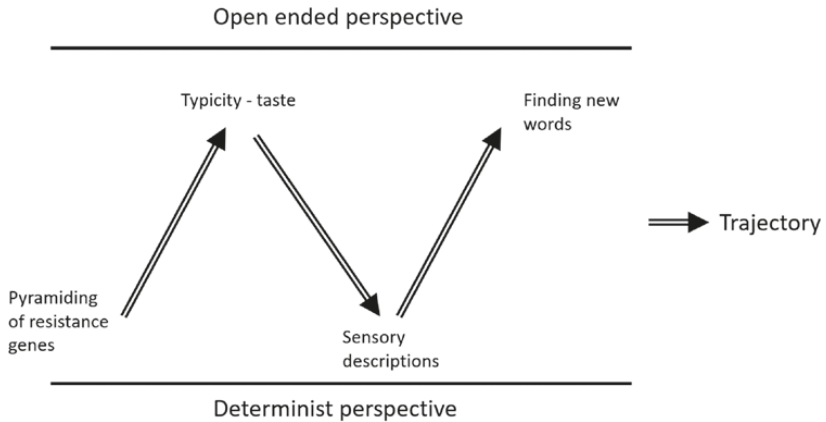 Open ended perspective
Typicity - taste
Finding new
words
Trajectory
Pyramiding
of resistance
genes
Sensory
descriptions
Determinist perspective